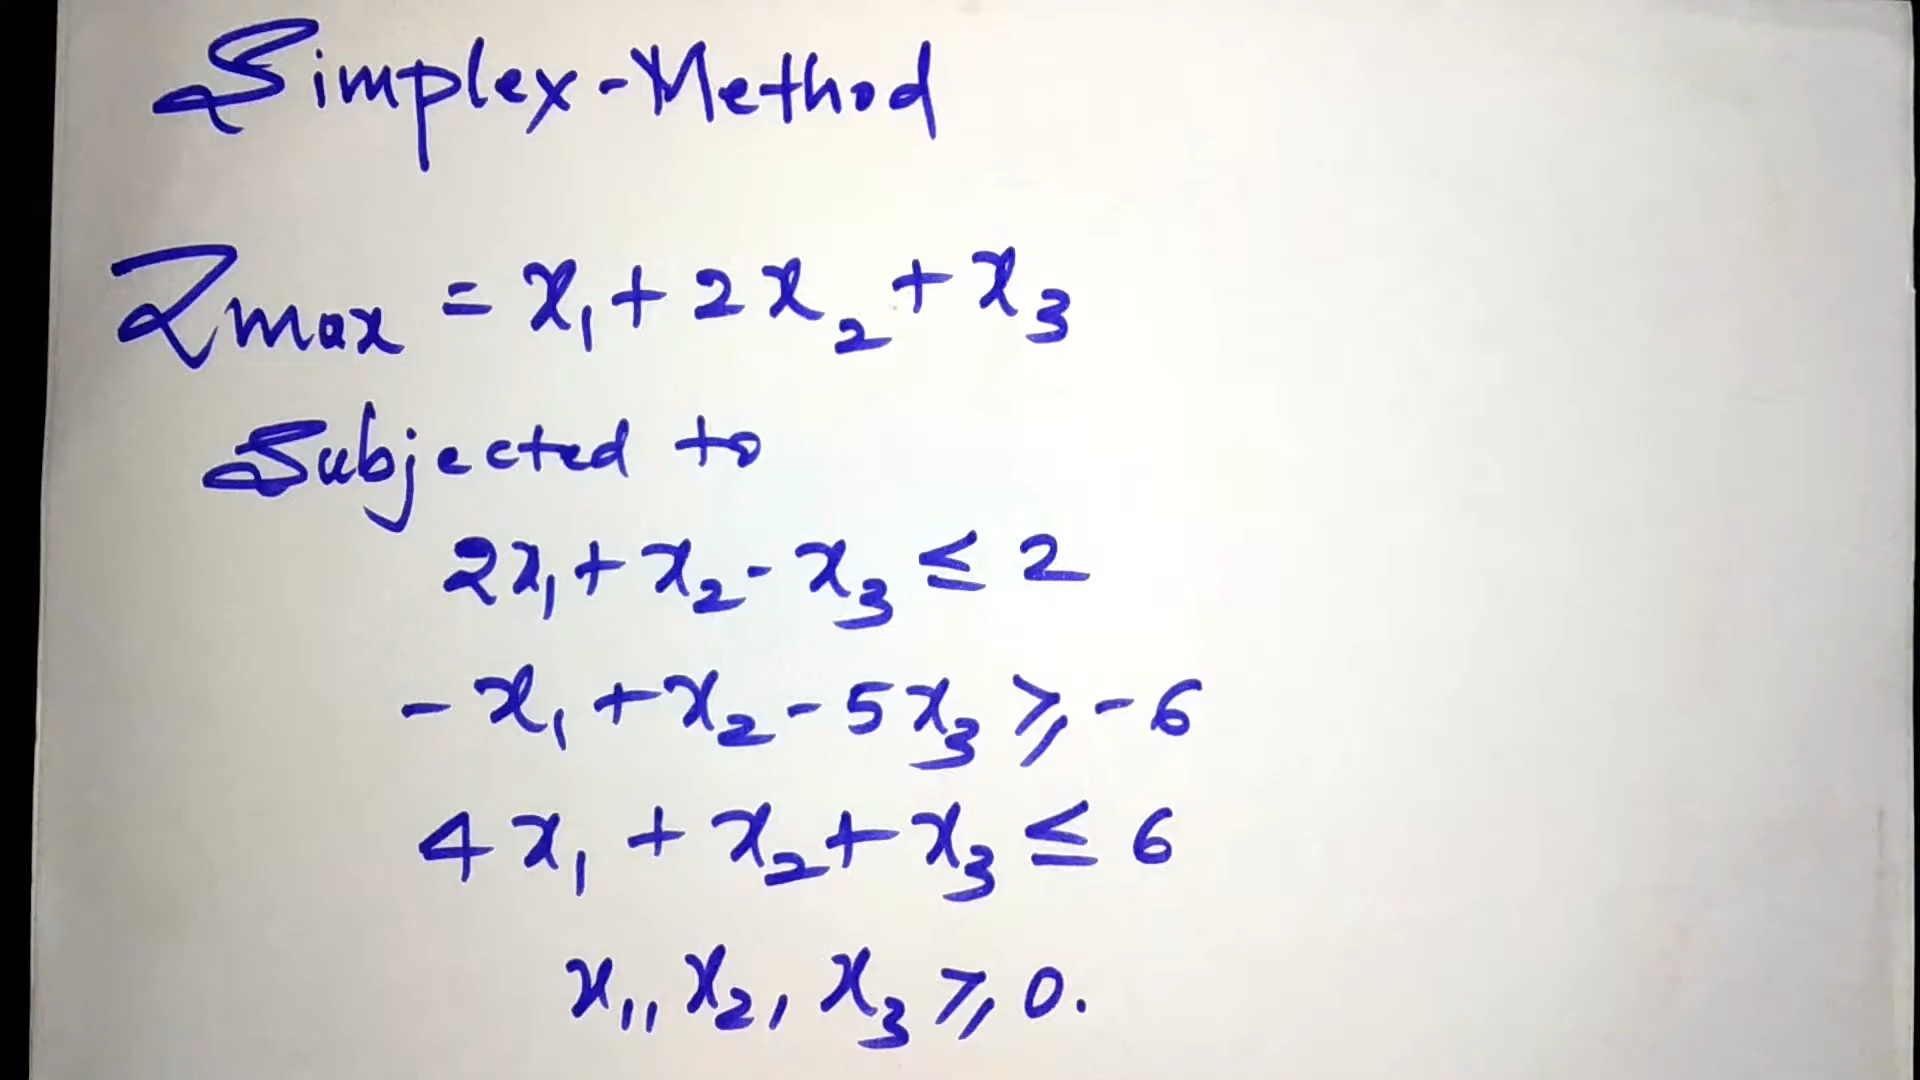 Simplex-Method
Zmax = x₁ + 2x₂ + x₃
Subjected to
2x₁ + x₂ - x₃ ≤ 2
-x₁ + x₂ - 5x₃ ≥ -6
4x₁ + x₂ + x₃ ≤ 6
x₁, x₂, x₃ ≥ 0.